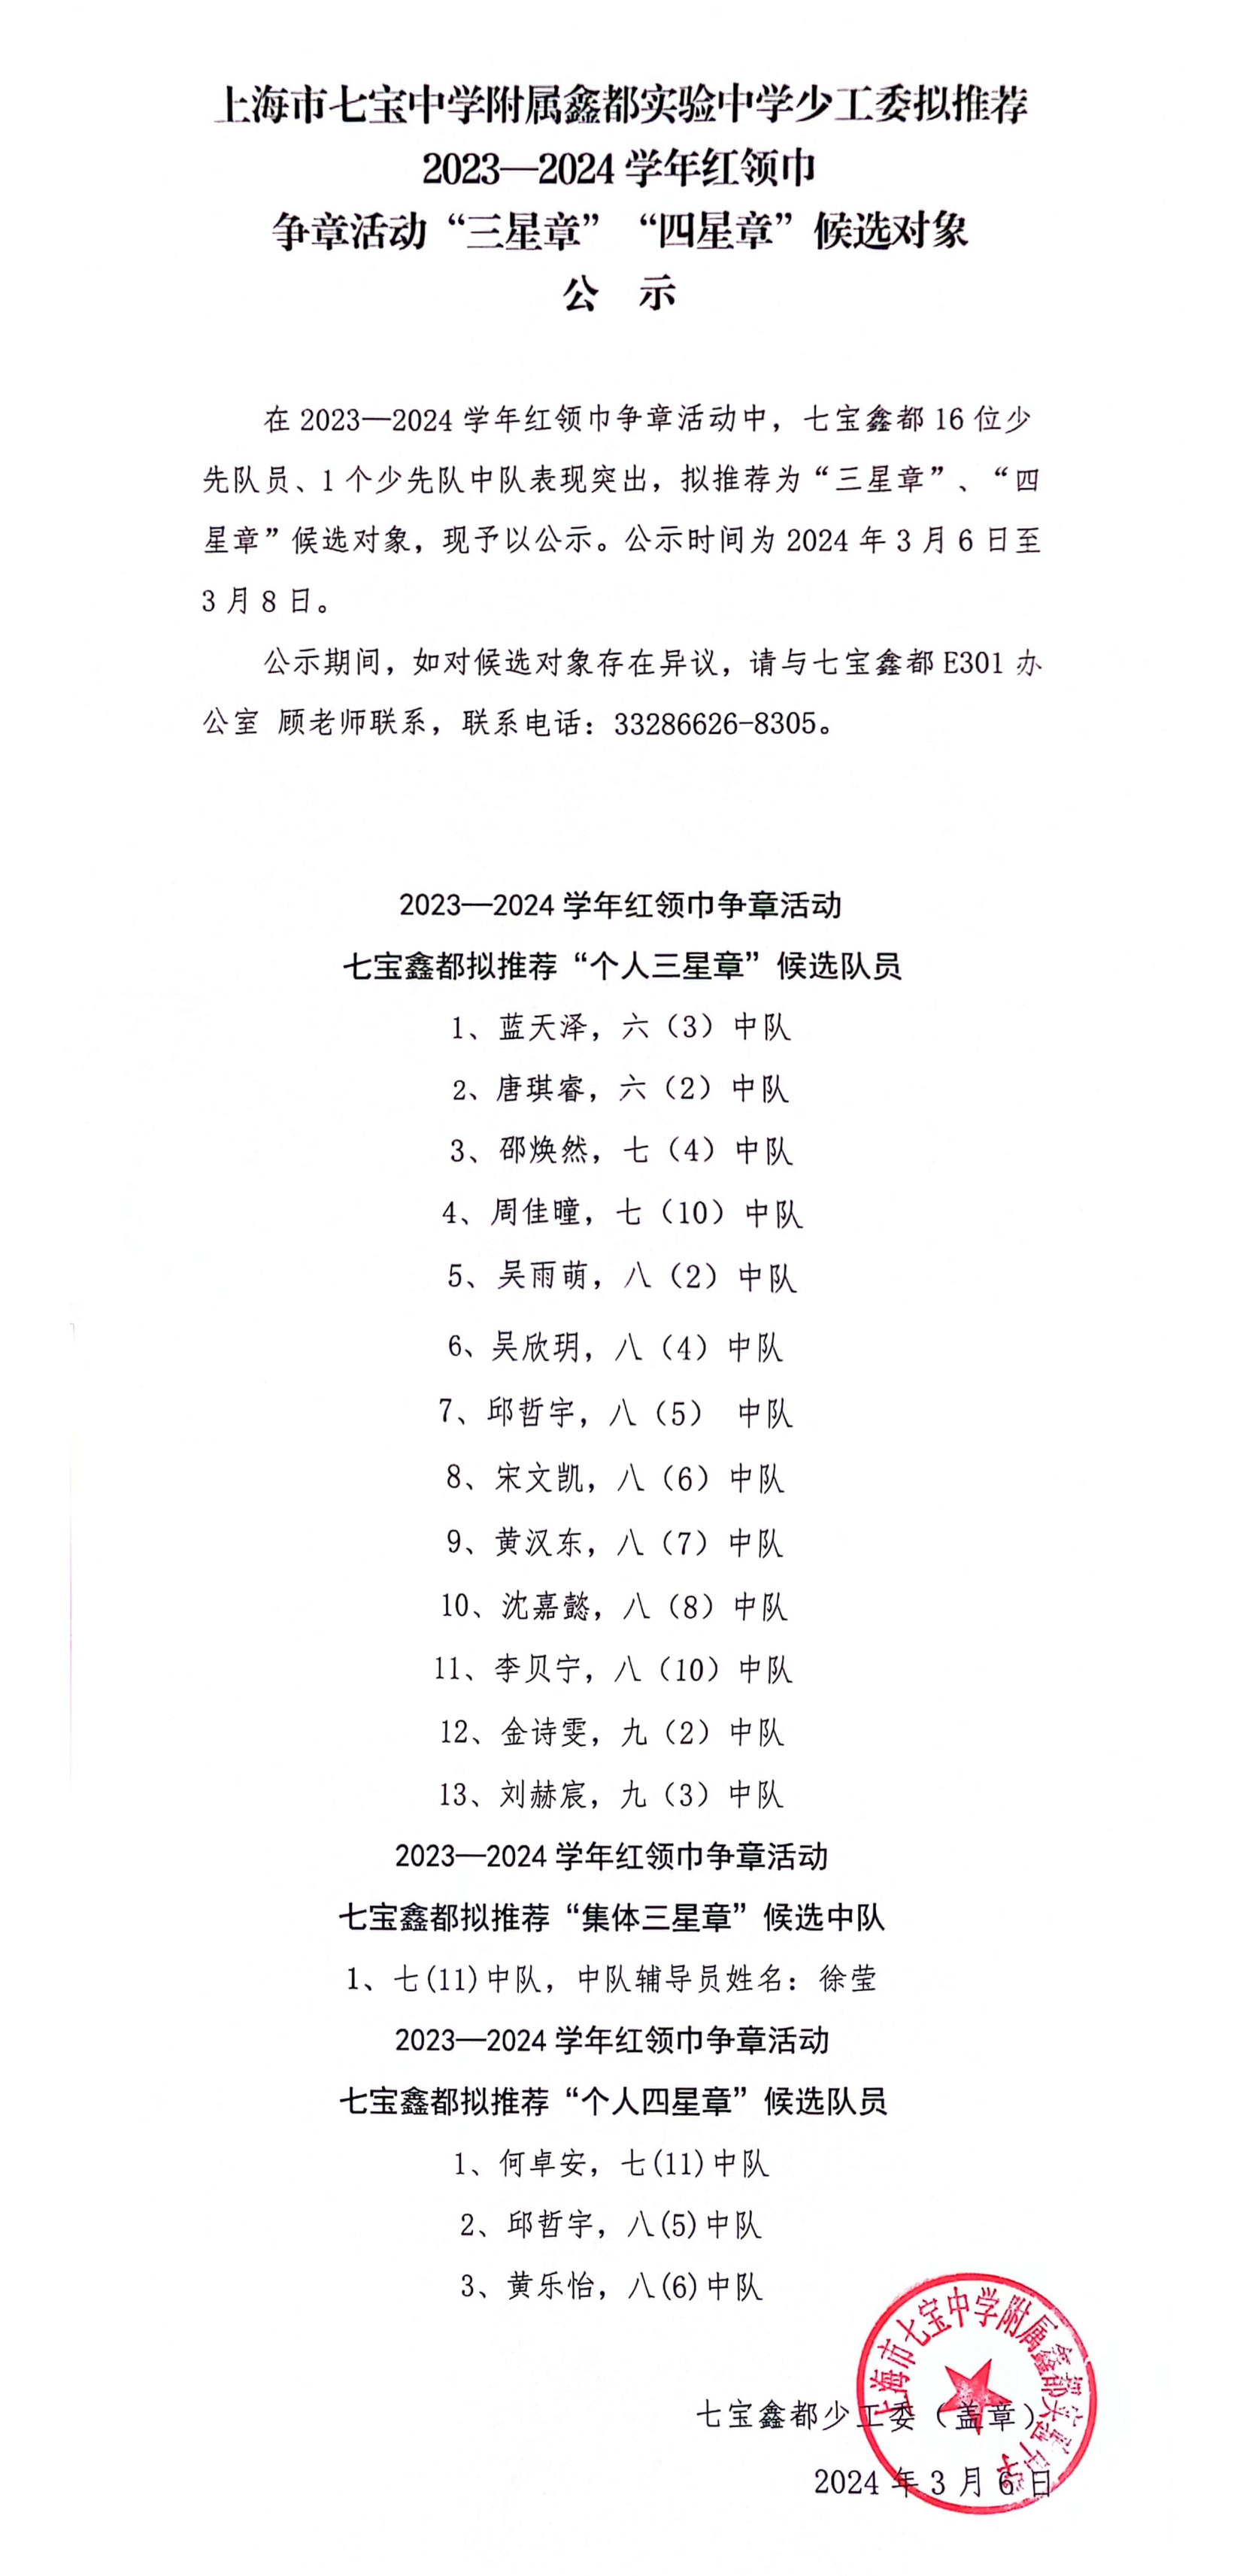 上海市七宝中学附属鑫都实验中学少工委拟推荐
2023—2024 学年红领巾
争章活动“三星章” “四星章”候选对象
公 示
在 2023—2024 学年红领巾争章活动中，七宝鑫都 16 位少
先队员、1 个少先队中队表现突出，拟推荐为“三星章”、“四
星章”候选对象，现予以公示。公示时间为 2024 年 3 月 6 日至
3 月 8 日。
公示期间，如对候选对象存在异议，请与七宝鑫都 E301 办
公室 顾老师联系，联系电话：33286626-8305。
2023—2024 学年红领巾争章活动
七宝鑫都拟推荐“个人三星章”候选队员
1、蓝天泽，六（3）中队
2、唐琪睿，六（2）中队
3、邵焕然，七（4）中队
4、周佳曈，七（10）中队
5、吴雨萌，八（2）中队
6、吴欣玥，八（4）中队
7、邱哲宇，八（5） 中队
8、宋文凯，八（6）中队
9、黄汉东，八（7）中队
10、沈嘉懿，八（8）中队
11、李贝宁，八（10）中队
12、金诗雯，九（2）中队
13、刘赫宸，九（3）中队
2023—2024 学年红领巾争章活动
七宝鑫都拟推荐“集体三星章”候选中队
1、七(11)中队，中队辅导员姓名：徐莹
2023—2024 学年红领巾争章活动
七宝鑫都拟推荐“个人四星章”候选队员
1、何卓安，七(11)中队
2、邱哲宇，八(5)中队
3、黄乐怡，八(6)中队
上海市七宝中学附属鑫都实验中学
七宝鑫都少工委（盖章）
2024 年 3 月 6 日